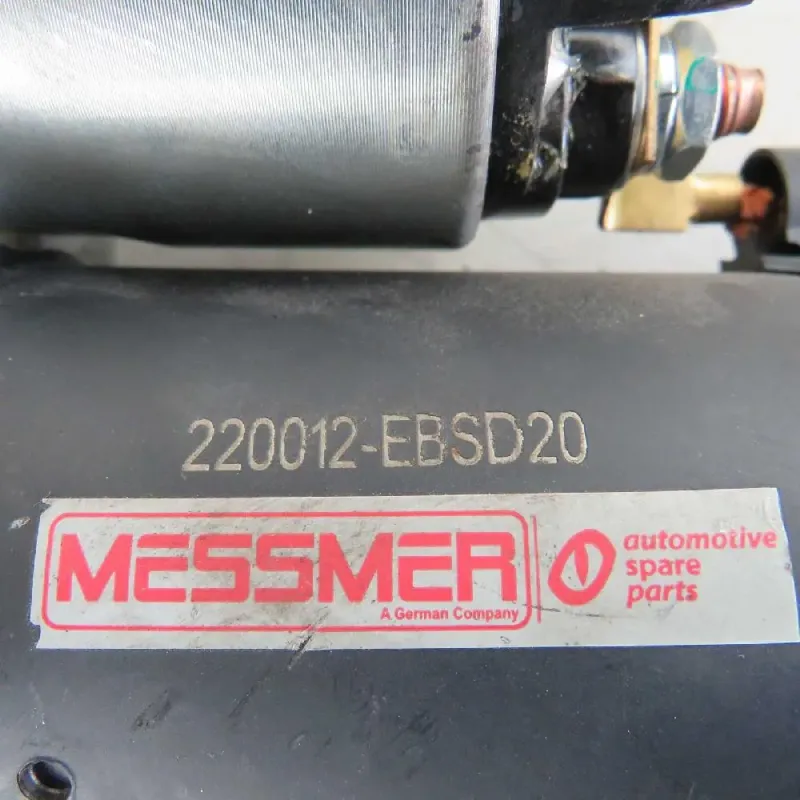 220012-EBSD20
MESSMER
A German Company
automotive
spare
parts